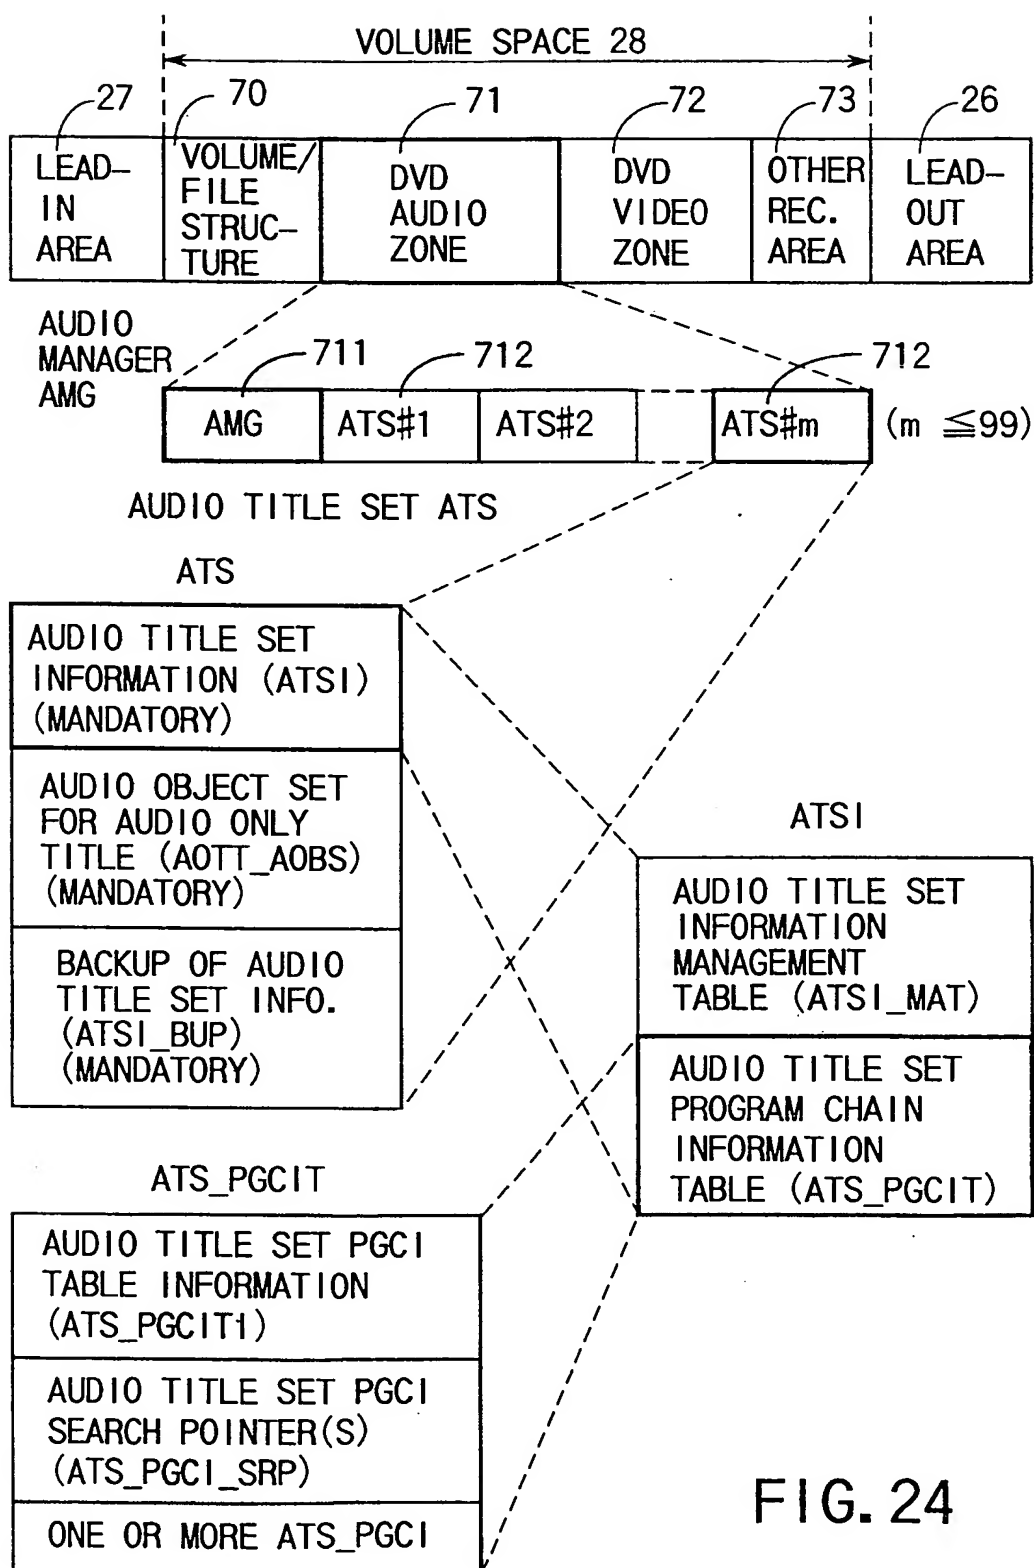 VOLUME SPACE 28
27
70
71
72
73
26
LEAD-
IN
AREA
VOLUME/
FILE
STRUC-
TURE
DVD
AUDIO
ZONE
DVD
VIDEO
ZONE
OTHER
REC.
AREA
LEAD-
OUT
AREA
AUDIO
MANAGER
AMG
711
712
712
AMG
ATS#1
ATS#2
ATS#m
(m ≦99)
AUDIO TITLE SET ATS
ATS
AUDIO TITLE SET
INFORMATION (ATSI)
(MANDATORY)
AUDIO OBJECT SET
FOR AUDIO ONLY
TITLE (AOTT_AOBS)
(MANDATORY)
BACKUP OF AUDIO
TITLE SET INFO.
(ATSI_BUP)
(MANDATORY)
ATSI
AUDIO TITLE SET
INFORMATION
MANAGEMENT
TABLE (ATSI_MAT)
AUDIO TITLE SET
PROGRAM CHAIN
INFORMATION
TABLE (ATS_PGCIT)
ATS_PGCIT
AUDIO TITLE SET PGCI
TABLE INFORMATION
(ATS_PGCIT1)
AUDIO TITLE SET PGCI
SEARCH POINTER(S)
(ATS_PGCI_SRP)
ONE OR MORE ATS_PGCI
FIG. 24